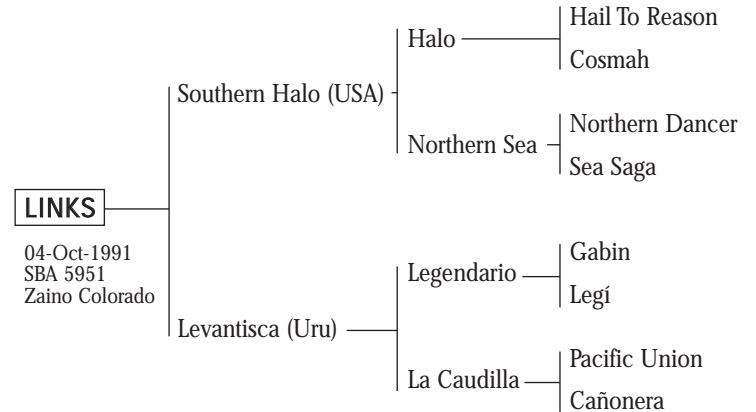 Hail To Reason
Halo
Cosmah
Southern Halo (USA)
Northern Dancer
Northern Sea
Sea Saga
LINKS
04-Oct-1991
SBA 5951
Zaino Colorado
Gabin
Legendario
Legí
Levantisca (Uru)
Pacific Union
La Caudilla
Cañonera